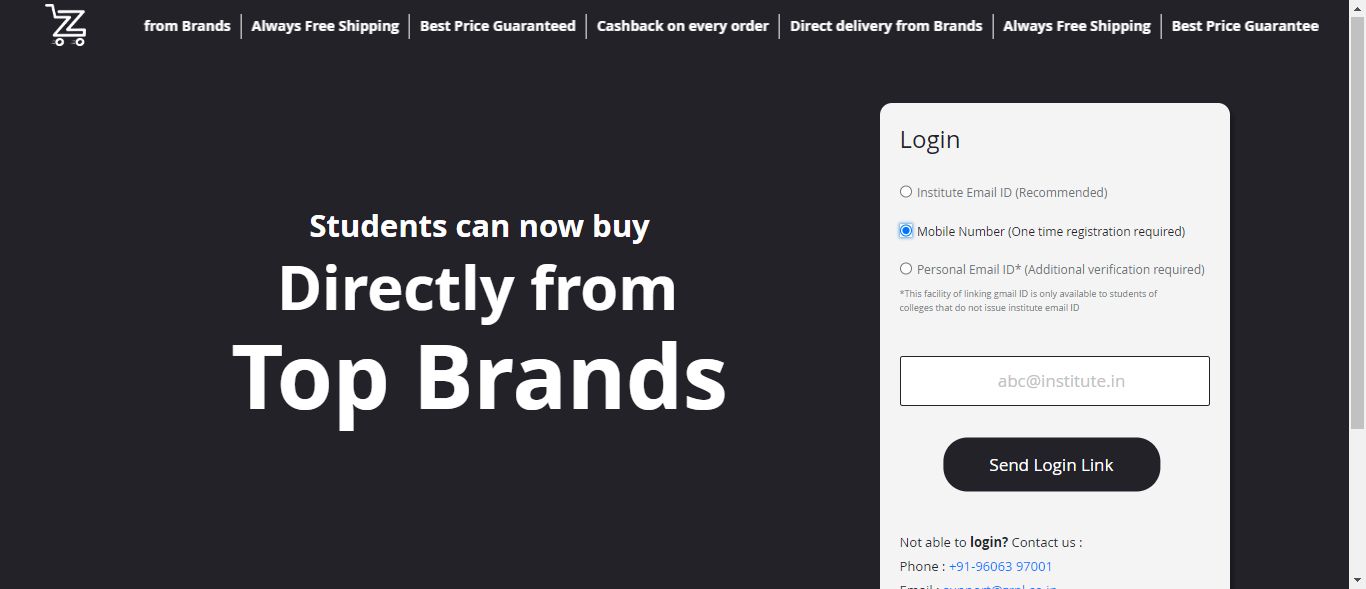 from Brands Always Free Shipping Best Price Guaranteed Cashback on every order Direct delivery from Brands Always Free Shipping Best Price Guarantee
Students can now buy
Directly from
Top Brands
Login
Institute Email ID (Recommended)
Mobile Number (One time registration required)
Personal Email ID* (Additional verification required)
*This facility of linking gmail ID is only available to students of
colleges that do not issue institute email ID
abc@institute.in
Send Login Link
Not able to login? Contact us :
Phone : +91-96063 97001
Email :